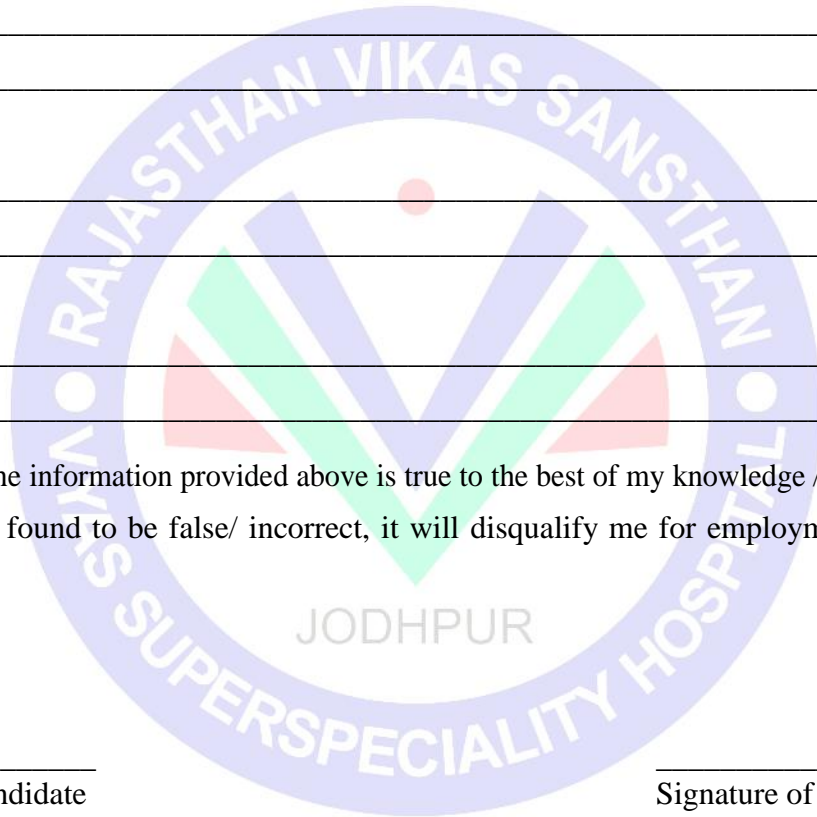 RAJASTHAN VIKAS SANSTHAN
he information provided above is true to the best of my knowledge /
found to be false/ incorrect, it will disqualify me for employm
JODHPUR
VYAS SUPERSPECIALITY HOSPITAL
ndidate
Signature of